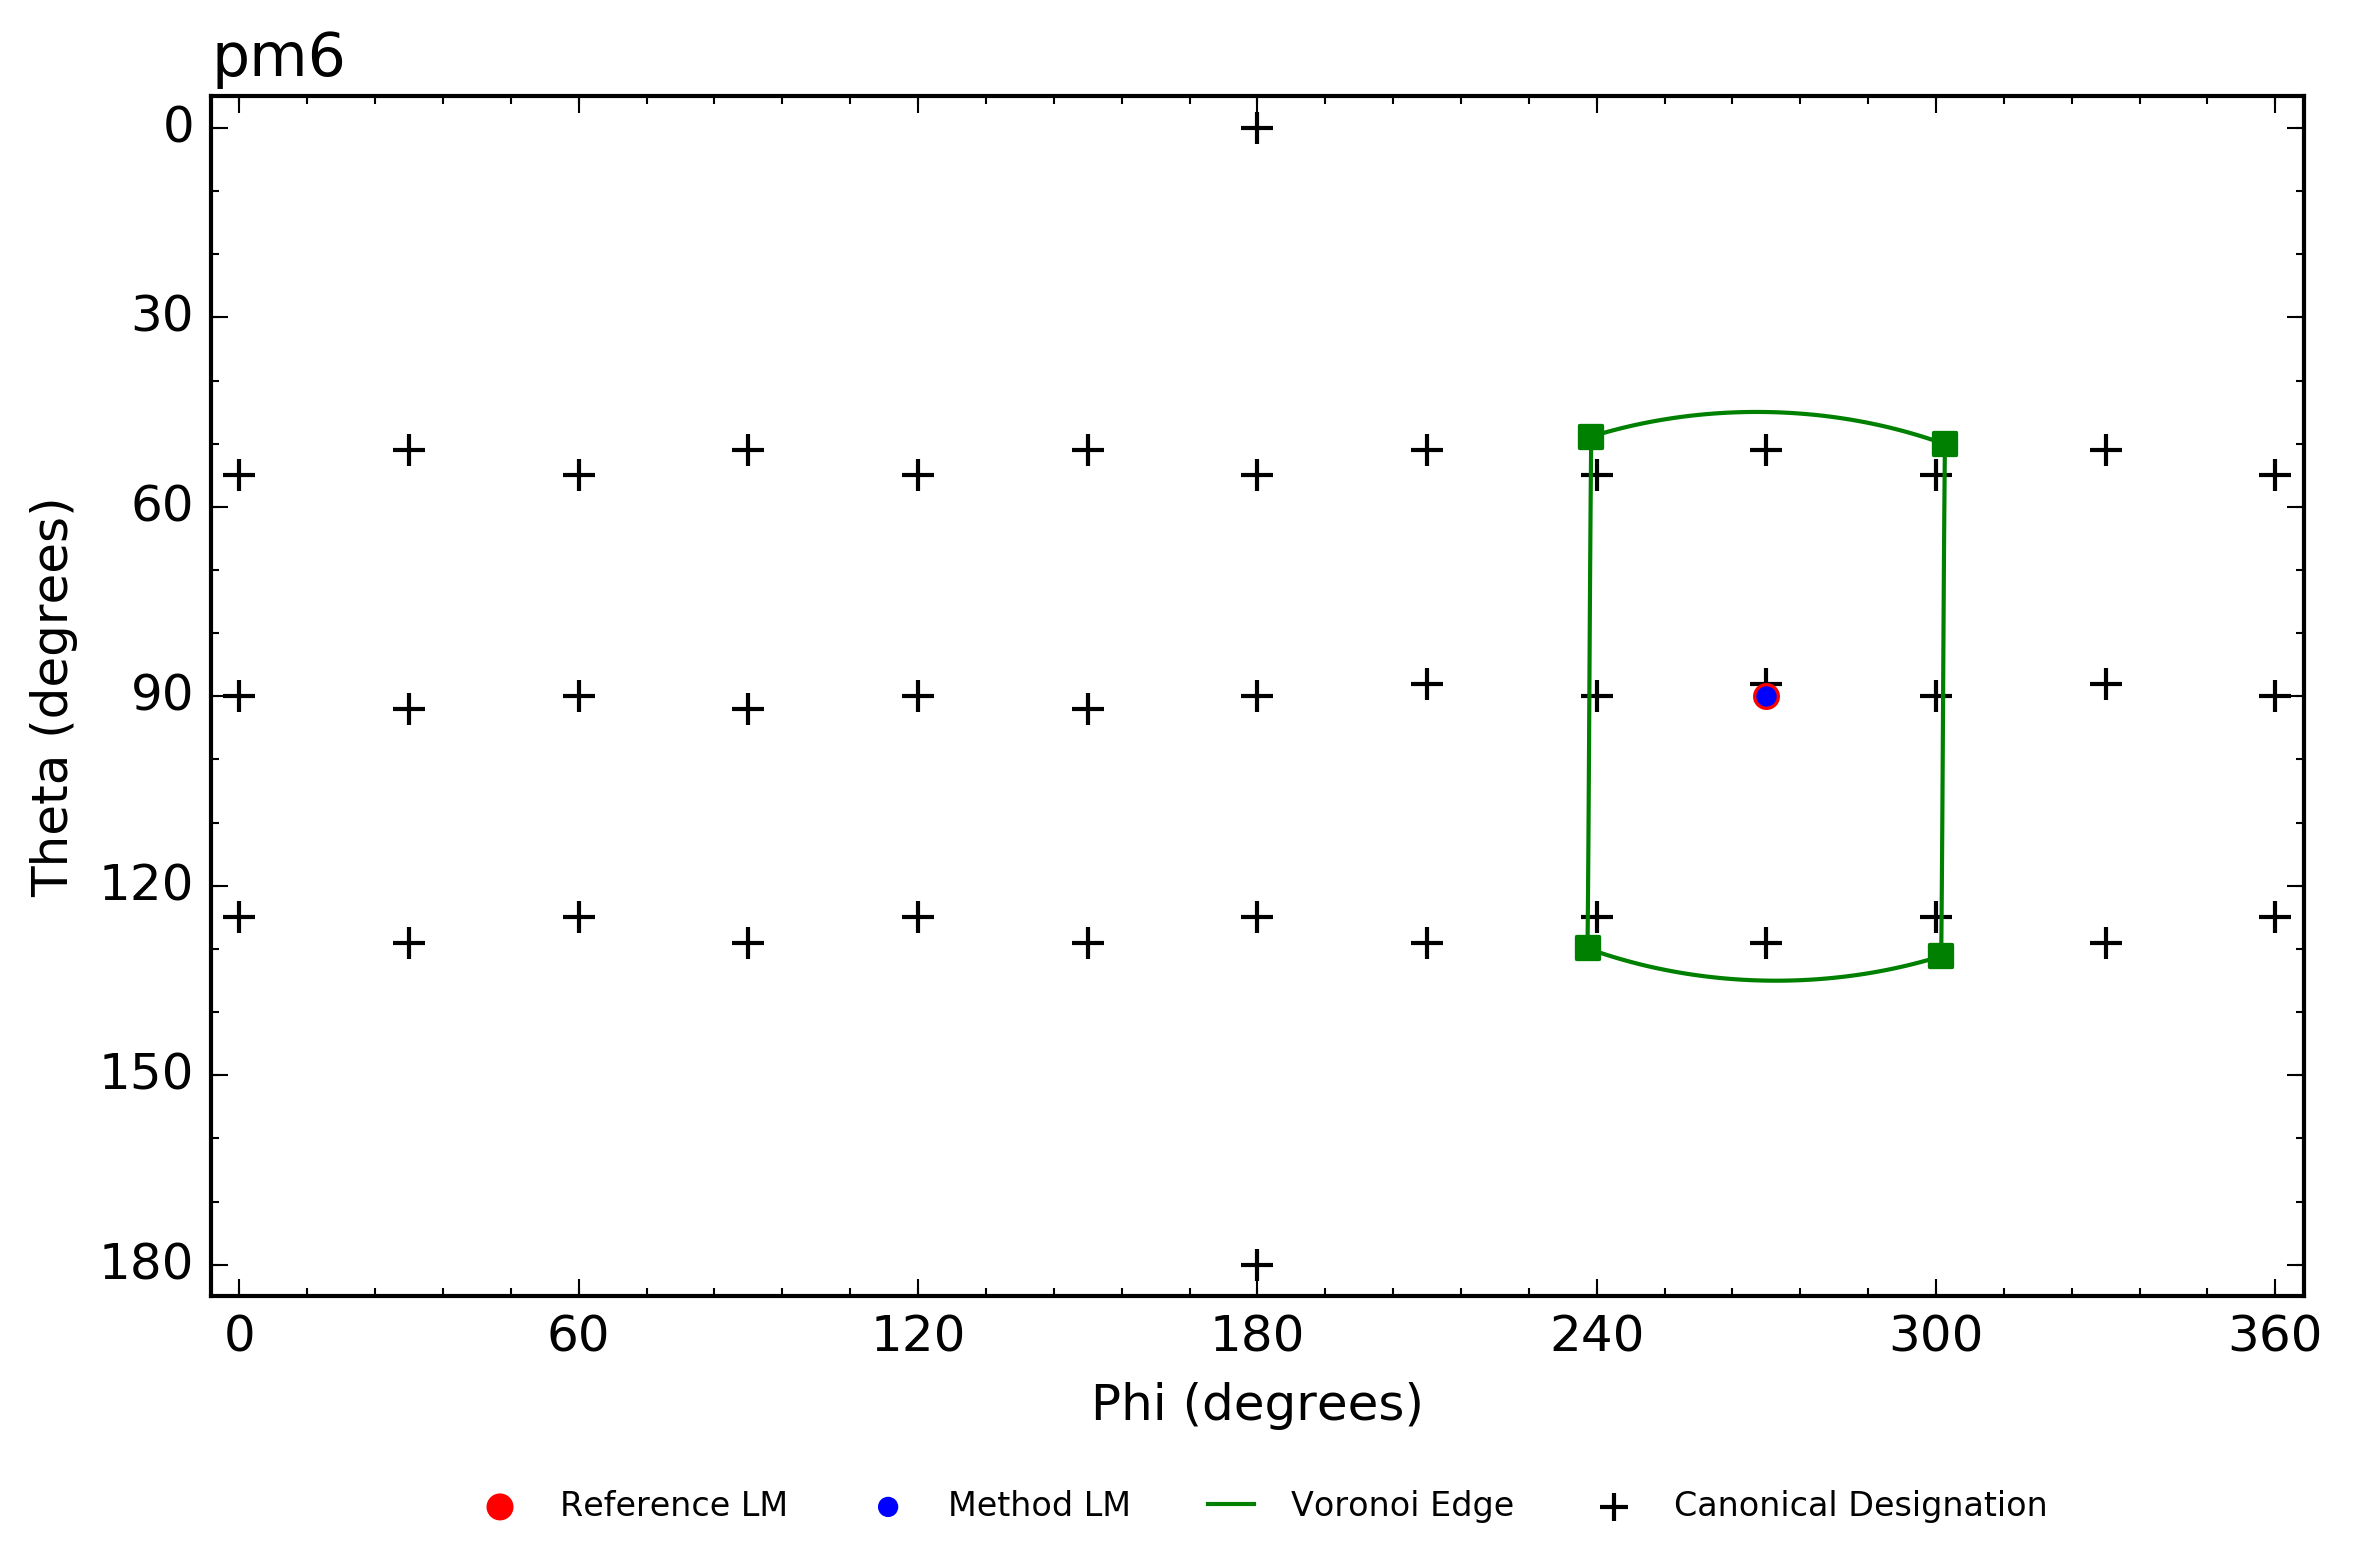 pm6
0
30
60
90
120
150
180
Theta (degrees)
0 60 120 180 240 300 360
Phi (degrees)
Reference LM Method LM Voronoi Edge Canonical Designation